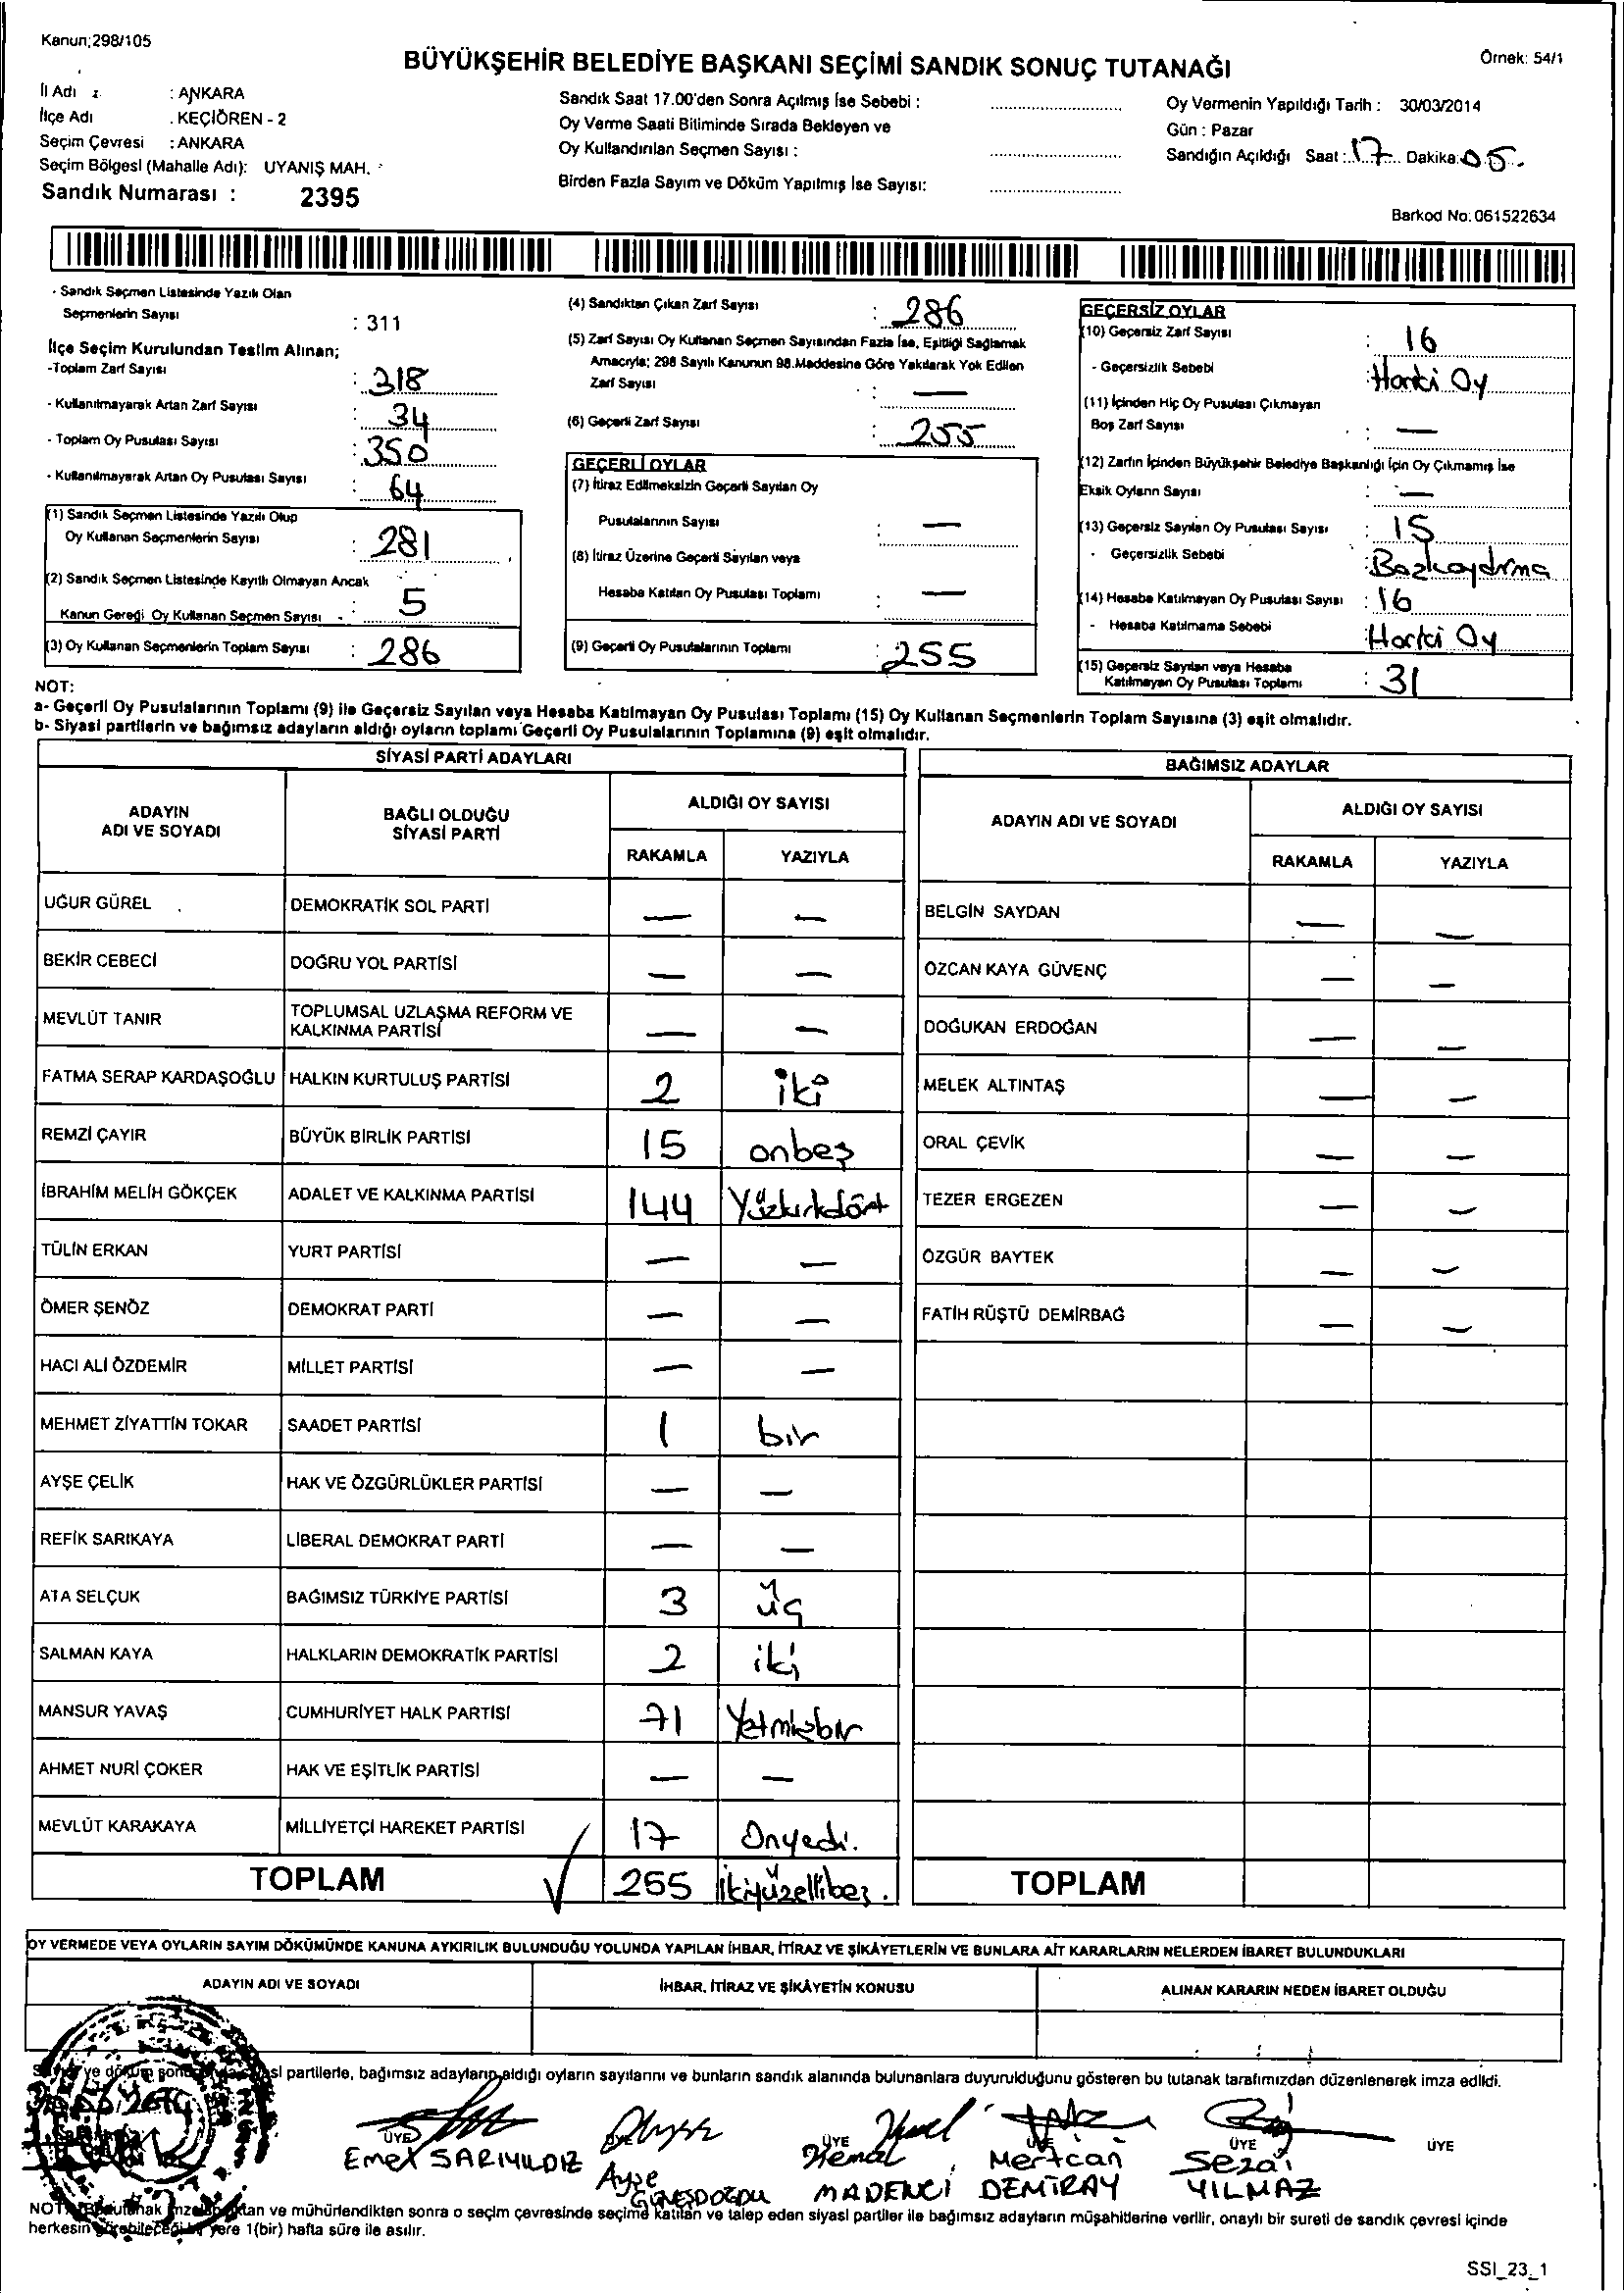 Kanun;298/105
BÜYÜKŞEHİR BELEDİYE BAŞKANI SEÇİMİ SANDIK SONUÇ TUTANAĞI
Örnek: 54/1
İl Adı : ANKARA
İlçe Adı : KEÇİÖREN - 2
Seçim Çevresi : ANKARA
Seçim Bölgesi (Mahalle Adı): UYANIŞ MAH.
Sandık Numarası : 2395
Sandık Saat 17.00'den Sonra Açılmış İse Sebebi :
Oy Verme Saati Bitiminde Sırada Bekleyen ve
Oy Kullandırılan Seçmen Sayısı :
Birden Fazla Sayım ve Döküm Yapılmış İse Sayısı:
Oy Vermenin Yapıldığı Tarih : 30/03/2014
Gün : Pazar
Sandığın Açıldığı Saat : 17 Dakika: 05.
Barkod No: 061522634
- Sandık Seçmen Listesinde Yazılı Olan
Seçmenlerin Sayısı : 311
İlçe Seçim Kurulundan Teslim Alınan;
-Toplam Zarf Sayısı : 318
- Kullanılmayarak Artan Zarf Sayısı : 34
- Toplam Oy Pusulası Sayısı : 350
- Kullanılmayarak Artan Oy Pusulası Sayısı : 64
(1) Sandık Seçmen Listesinde Yazılı Olup
Oy Kullanan Seçmenlerin Sayısı : 281
(2) Sandık Seçmen Listesinde Kayıtlı Olmayan Ancak
Kanun Gereği Oy Kullanan Seçmen Sayısı : 5
(3) Oy Kullanan Seçmenlerin Toplam Sayısı : 286
(4) Sandıktan Çıkan Zarf Sayısı : 286
(5) Zarf Sayısı Oy Kullanan Seçmen Sayısından Fazla İse, Eşitliği Sağlamak
Amacıyla; 298 Sayılı Kanunun 98.Maddesine Göre Yakılarak Yok Edilen
Zarf Sayısı : —
(6) Geçerli Zarf Sayısı : 255
GEÇERLİ OYLAR
(7) İtiraz Edilmeksizin Geçerli Sayılan Oy
Pusulalarının Sayısı : —
(8) İtiraz Üzerine Geçerli Sayılan veya
Hesaba Katılan Oy Pusulası Toplamı : —
(9) Geçerli Oy Pusulalarının Toplamı : 255
GEÇERSİZ OYLAR
(10) Geçersiz Zarf Sayısı : 16
- Geçersizlik Sebebi : Harici Oy
(11) İçinden Hiç Oy Pusulası Çıkmayan
Boş Zarf Sayısı : —
(12) Zarfın İçinden Büyükşehir Belediye Başkanlığı İçin Oy Çıkmamış İse
Eksik Oyların Sayısı : —
(13) Geçersiz Sayılan Oy Pusulası Sayısı : 15
- Geçersizlik Sebebi :
(14) Hesaba Katılmayan Oy Pusulası Sayısı : 16
- Hesaba Katılmama Sebebi : Harici Oy
(15) Geçersiz Sayılan veya Hesaba
Katılmayan Oy Pusulası Toplamı : 31
NOT:
a- Geçerli Oy Pusulalarının Toplamı (9) ile Geçersiz Sayılan veya Hesaba Katılmayan Oy Pusulası Toplamı (15) Oy Kullanan Seçmenlerin Toplam Sayısına (3) eşit olmalıdır.
b- Siyasi partilerin ve bağımsız adayların aldığı oyların toplamı Geçerli Oy Pusulalarının Toplamına (9) eşit olmalıdır.
SİYASİ PARTİ ADAYLARI
ADAYIN ADI VE SOYADI
BAĞLI OLDUĞU SİYASİ PARTİ
ALDIĞI OY SAYISI
RAKAMLA YAZIYLA
UĞUR GÜREL DEMOKRATİK SOL PARTİ — —
BEKİR CEBECİ DOĞRU YOL PARTİSİ — —
MEVLÜT TANIR TOPLUMSAL UZLAŞMA REFORM VE KALKINMA PARTİSİ — —
FATMA SERAP KARDAŞOĞLU HALKIN KURTULUŞ PARTİSİ 2 iki
REMZİ ÇAYIR BÜYÜK BİRLİK PARTİSİ 15 onbeş
İBRAHİM MELİH GÖKÇEK ADALET VE KALKINMA PARTİSİ 144 Yüzkırkdört
TÜLİN ERKAN YURT PARTİSİ — —
ÖMER ŞENÖZ DEMOKRAT PARTİ — —
HACI ALİ ÖZDEMİR MİLLET PARTİSİ — —
MEHMET ZİYATTİN TOKAR SAADET PARTİSİ 1 bir
AYŞE ÇELİK HAK VE ÖZGÜRLÜKLER PARTİSİ — —
REFİK SARIKAYA LİBERAL DEMOKRAT PARTİ — —
ATA SELÇUK BAĞIMSIZ TÜRKİYE PARTİSİ 3 üç
SALMAN KAYA HALKLARIN DEMOKRATİK PARTİSİ 2 iki
MANSUR YAVAŞ CUMHURİYET HALK PARTİSİ 71 Yetmişbir
AHMET NURİ ÇOKER HAK VE EŞİTLİK PARTİSİ — —
MEVLÜT KARAKAYA MİLLİYETÇİ HAREKET PARTİSİ 17 Onyedi.
TOPLAM 255 ikiyüzellibeş.
BAĞIMSIZ ADAYLAR
ADAYIN ADI VE SOYADI
ALDIĞI OY SAYISI
RAKAMLA YAZIYLA
BELGİN SAYDAN — —
ÖZCAN KAYA GÜVENÇ — —
DOĞUKAN ERDOĞAN — —
MELEK ALTINTAŞ — —
ORAL ÇEVİK — —
TEZER ERGEZEN — —
ÖZGÜR BAYTEK — —
FATİH RÜŞTÜ DEMİRBAĞ — —
TOPLAM
OY VERMEDE VEYA OYLARIN SAYIM DÖKÜMÜNDE KANUNA AYKIRILIK BULUNDUĞU YOLUNDA YAPILAN İHBAR, İTİRAZ VE ŞİKÂYETLERİN VE BUNLARA AİT KARARLARIN NELERDEN İBARET BULUNDUKLARI
ADAYIN ADI VE SOYADI
İHBAR, İTİRAZ VE ŞİKÂYETİN KONUSU
ALINAN KARARIN NEDEN İBARET OLDUĞU
partilerle, bağımsız adayların aldığı oyların sayılarını ve bunların sandık alanında bulunanlara duyurulduğunu gösteren bu tutanak tarafımızdan düzenlenerek imza edildi.
ÜYE ÜYE ÜYE ÜYE ÜYE ÜYE
Emel SARIYILDIZ
Ayşe GÜNEŞDOĞDU
Kemal MADENCİ
Mertcan DEMİRAY
Sezai YILMAZ
NOT: ve mühürlendikten sonra o seçim çevresinde seçime katılan ve talep eden siyasi partiler ile bağımsız adayların müşahitlerine verilir, onaylı bir sureti de sandık çevresi içinde
herkesin görebileceği bir yere 1(bir) hafta süre ile asılır.
SSI_23_1